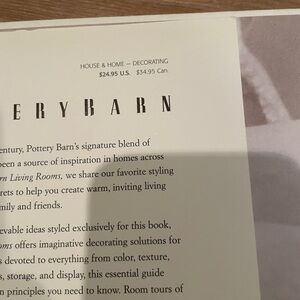 HOUSE & HOME — DECORATING
$24.95 U.S. $34.95 Can.
ERYBARN
entury, Pottery Barn's signature blend of
been a source of inspiration in homes across
rn Living Rooms, we share our favorite styling
crets to help you create warm, inviting living
amily and friends.
evable ideas styled exclusively for this book,
oms offers imaginative decorating solutions for
s devoted to everything from color, texture,
s, storage, and display, this essential guide
n principles you need to know. Room tours of